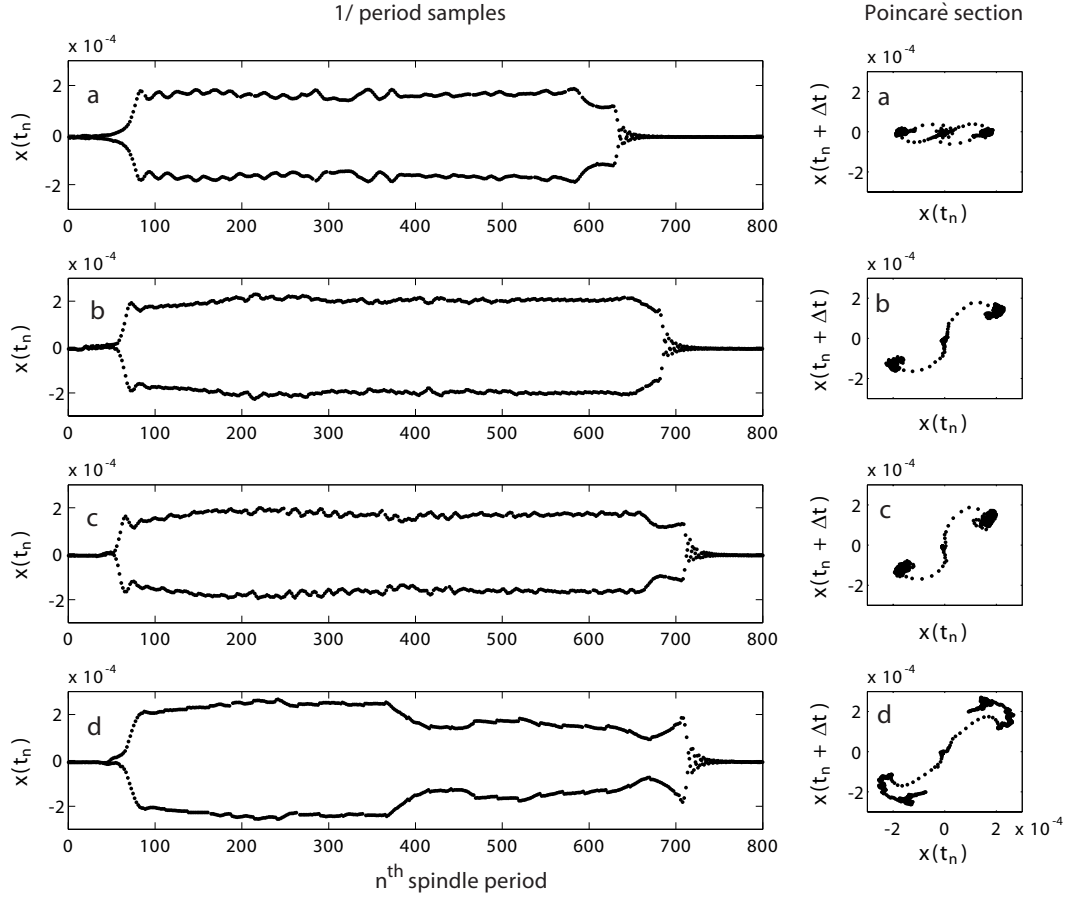 1/ period samples
Poincarè section
x 10⁻⁴
2
0
-2
a
x(tₙ)
0 100 200 300 400 500 600 700 800
x 10⁻⁴
2
0
-2
a
x(tₙ + Δt)
x(tₙ)
x 10⁻⁴
2
0
-2
b
x(tₙ)
0 100 200 300 400 500 600 700 800
x 10⁻⁴
2
0
-2
b
x(tₙ + Δt)
x(tₙ)
x 10⁻⁴
2
0
-2
c
x(tₙ)
0 100 200 300 400 500 600 700 800
x 10⁻⁴
2
0
-2
c
x(tₙ + Δt)
x(tₙ)
x 10⁻⁴
2
0
-2
d
x(tₙ)
0 100 200 300 400 500 600 700 800
nᵗʰ spindle period
x 10⁻⁴
2
0
-2
d
x(tₙ + Δt)
-2 0 2 x 10⁻⁴
x(tₙ)